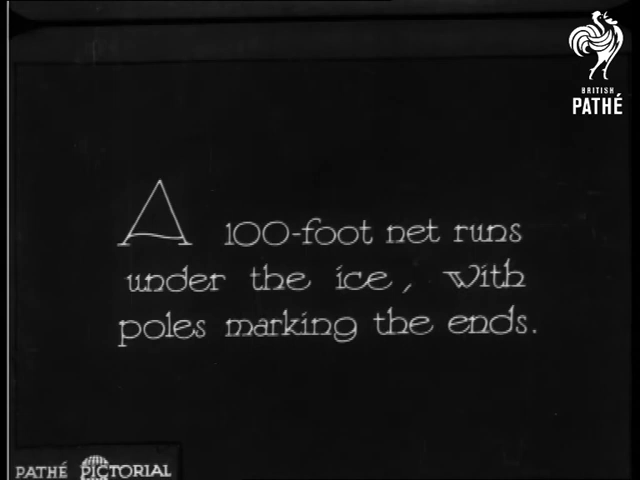 BRITISH
PATHÉ
A 100-foot net runs
under the ice, with
poles marking the ends.
PATHÉ PICTORIAL